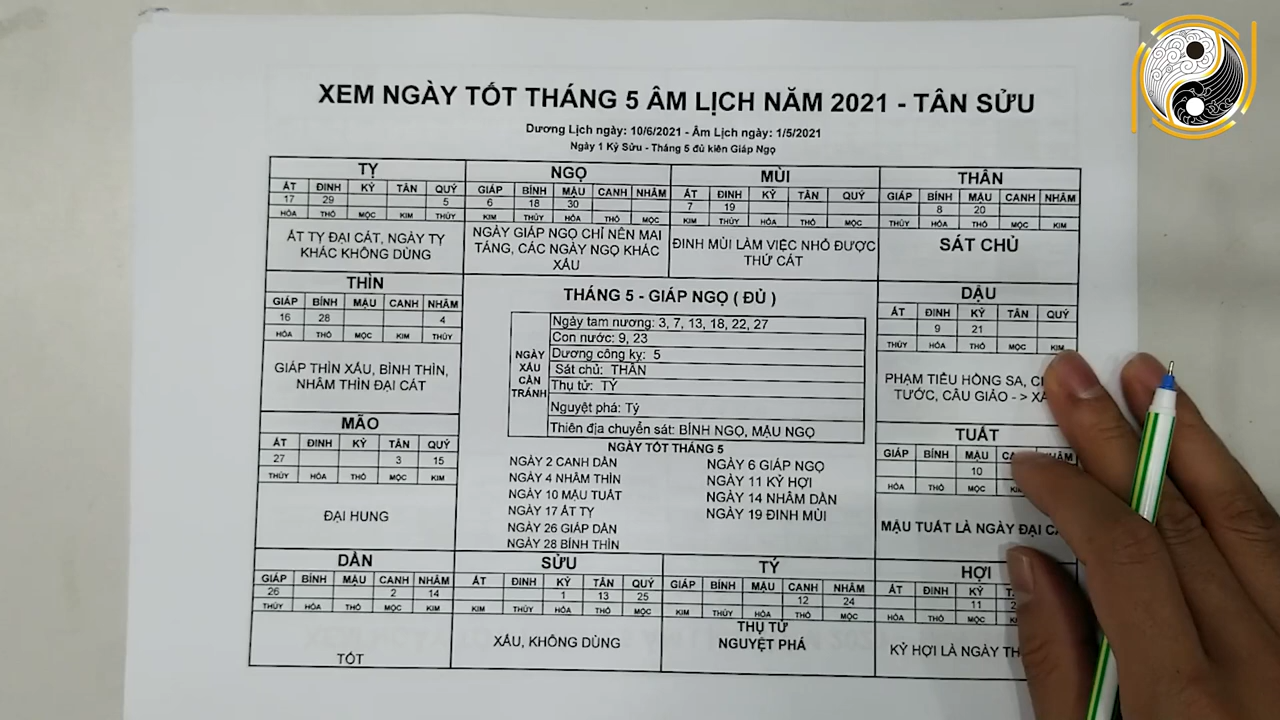 XEM NGÀY TỐT THÁNG 5 ÂM LỊCH NĂM 2021 - TÂN SỬU
Dương Lịch ngày: 10/6/2021 - Âm Lịch ngày: 1/5/2021
Ngày 1 Kỷ Sửu - Tháng 5 đủ kiên Giáp Ngọ
TỴ
ẤT ĐINH KỶ TÂN QUÝ
17 29 5
HỎA THỔ MỘC KIM THỦY
ẤT TỴ ĐẠI CÁT, NGÀY TỴ
KHÁC KHÔNG DÙNG
NGỌ
GIÁP BÍNH MẬU CANH NHÂM
6 18 30
KIM THỦY HỎA THỔ MỘC
NGÀY GIÁP NGỌ CHỈ NÊN MAI
TÁNG, CÁC NGÀY NGỌ KHÁC
XẤU
MÙI
ẤT ĐINH KỶ TÂN QUÝ
7 19
KIM THỦY HỎA THỔ MỘC
ĐINH MÙI LÀM VIỆC NHỎ ĐƯỢC
THỨ CÁT
THÂN
GIÁP BÍNH MẬU CANH NHÂM
8 20
THỦY HỎA THỔ MỘC KIM
SÁT CHỦ
THÌN
GIÁP BÍNH MẬU CANH NHÂM
16 28 4
HỎA THỔ MỘC KIM THỦY
GIÁP THÌN XẤU, BÍNH THÌN,
NHÂM THÌN ĐẠI CÁT
THÁNG 5 - GIÁP NGỌ ( ĐỦ )
NGÀY
XẤU
CẦN
TRÁNH
Ngày tam nương: 3, 7, 13, 18, 22, 27
Con nước: 9, 23
Dương công kỵ: 5
Sát chủ: THÂN
Thụ tử: TÝ
Nguyệt phá: Tý
Thiên địa chuyển sát: BÍNH NGỌ, MẬU NGỌ
NGÀY TỐT THÁNG 5
NGÀY 2 CANH DẦN
NGÀY 4 NHÂM THÌN
NGÀY 10 MẬU TUẤT
NGÀY 17 ẤT TỴ
NGÀY 26 GIÁP DẦN
NGÀY 28 BÍNH THÌN
NGÀY 6 GIÁP NGỌ
NGÀY 11 KỶ HỢI
NGÀY 14 NHÂM DẦN
NGÀY 19 ĐINH MÙI
DẬU
ẤT ĐINH KỶ TÂN QUÝ
9 21
THỦY HỎA THỔ MỘC KIM
PHẠM TIỂU HỒNG SA,
TƯỚC, CÂU GIẢO - >
MÃO
ẤT ĐINH KỶ TÂN QUÝ
27 3 15
THỦY HỎA THỔ MỘC KIM
ĐẠI HUNG
TUẤT
GIÁP BÍNH MẬU
10
HỎA THỔ MỘC
MẬU TUẤT LÀ NGÀY ĐẠI
DẦN
GIÁP BÍNH MẬU CANH NHÂM
26 2 14
THỦY HỎA THỔ MỘC KIM
TỐT
SỬU
ẤT ĐINH KỶ TÂN QUÝ
1 13 25
KIM THỦY HỎA THỔ MỘC
XẤU, KHÔNG DÙNG
TÝ
GIÁP BÍNH MẬU CANH NHÂM
12 24
KIM THỦY HỎA THỔ MỘC
THỤ TỬ
NGUYỆT PHÁ
HỢI
ẤT ĐINH KỶ
11
THỦY HỎA THỔ MỘC
KỶ HỢI LÀ NGÀY